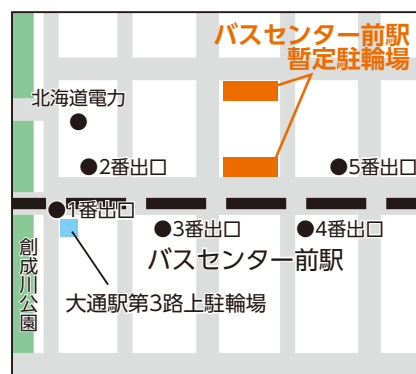 バスセンター前駅
暫定駐輪場
北海道電力
●2番出口
●5番出口
●1番出口
●3番出口
●4番出口
バスセンター前駅
創成川公園
大通駅第3路上駐輪場